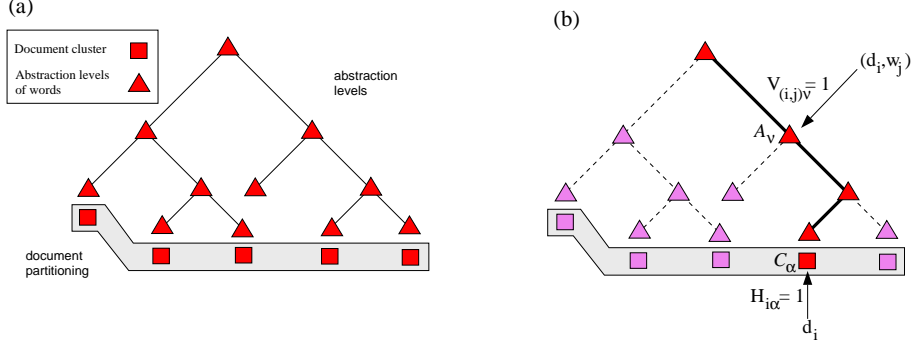 (a)
Document cluster
Abstraction levels
of words
abstraction
levels
document
partitioning
(b)
(d_i,w_j)
V_(i,j)ν = 1
A_ν
C_α
H_iα = 1
d_i